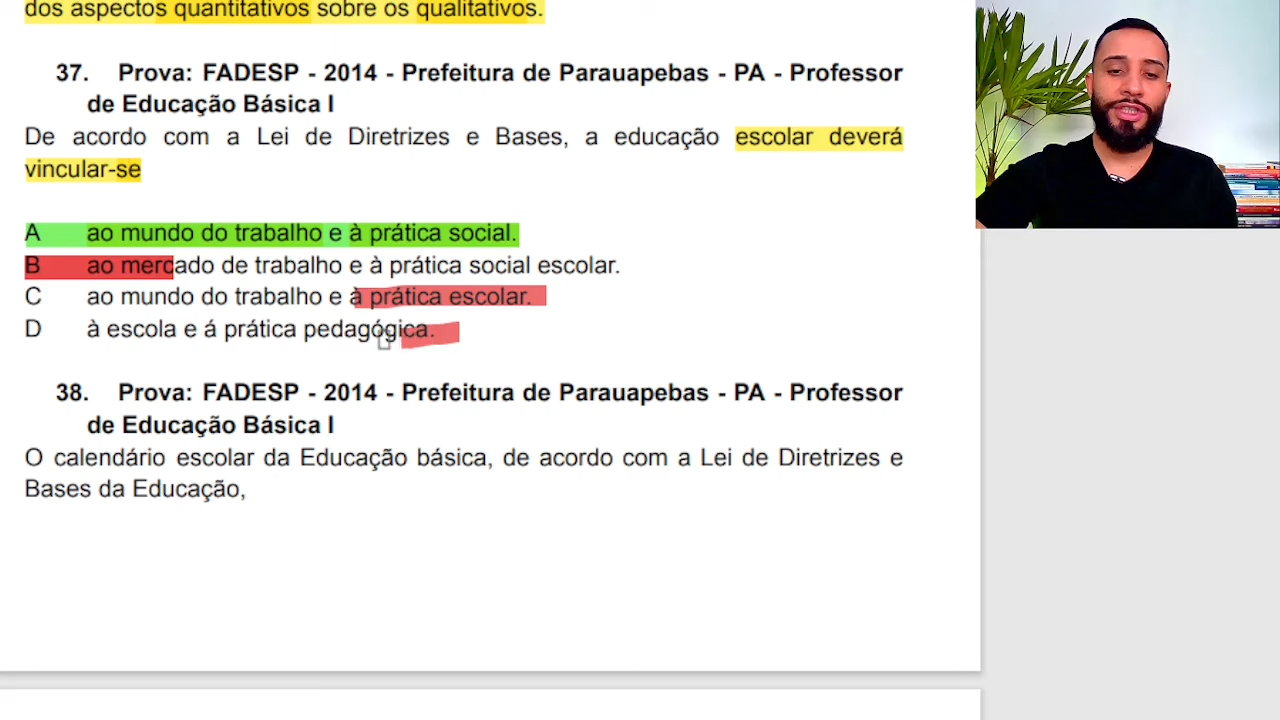 dos aspectos quantitativos sobre os qualitativos.
37. Prova: FADESP - 2014 - Prefeitura de Parauapebas - PA - Professor
de Educação Básica I
De acordo com a Lei de Diretrizes e Bases, a educação escolar deverá
vincular-se
A ao mundo do trabalho e à prática social.
B ao mercado de trabalho e à prática social escolar.
C ao mundo do trabalho e à prática escolar.
D à escola e á prática pedagógica.
38. Prova: FADESP - 2014 - Prefeitura de Parauapebas - PA - Professor
de Educação Básica I
O calendário escolar da Educação básica, de acordo com a Lei de Diretrizes e
Bases da Educação,